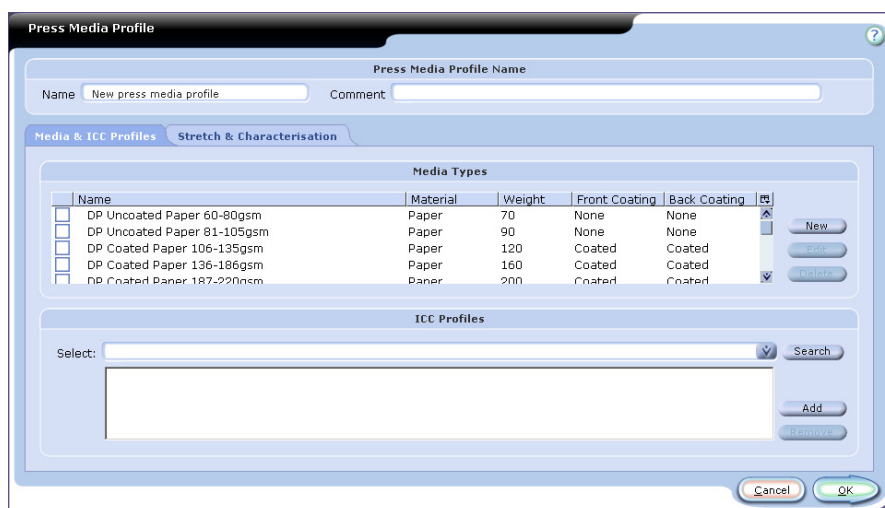 Press Media Profile
?
Press Media Profile Name
Name New press media profile Comment
Media & ICC Profiles Stretch & Characterisation
Media Types
Name Material Weight Front Coating Back Coating
DP Uncoated Paper 60-80gsm Paper 70 None None
DP Uncoated Paper 81-105gsm Paper 90 None None
New
DP Coated Paper 106-135gsm Paper 120 Coated Coated
Edit
DP Coated Paper 136-186gsm Paper 160 Coated Coated
Delete
DP Coated Paper 187-220gsm Paper 200 Coated Coated
ICC Profiles
Select: Search
Add
Remove
Cancel OK